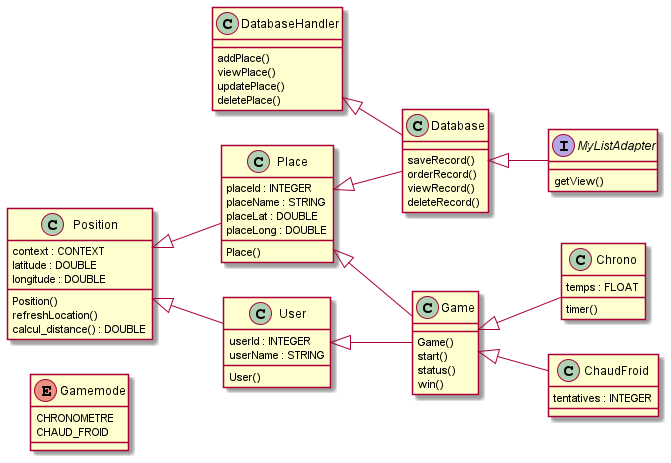 C DatabaseHandler
addPlace()
viewPlace()
updatePlace()
deletePlace()
C Database
saveRecord()
orderRecord()
viewRecord()
deleteRecord()
I MyListAdapter
getView()
C Place
placeId : INTEGER
placeName : STRING
placeLat : DOUBLE
placeLong : DOUBLE
Place()
C Position
context : CONTEXT
latitude : DOUBLE
longitude : DOUBLE
Position()
refreshLocation()
calcul_distance() : DOUBLE
C User
userId : INTEGER
userName : STRING
User()
C Game
Game()
start()
status()
win()
C Chrono
temps : FLOAT
timer()
C ChaudFroid
tentatives : INTEGER
E Gamemode
CHRONOMETRE
CHAUD_FROID